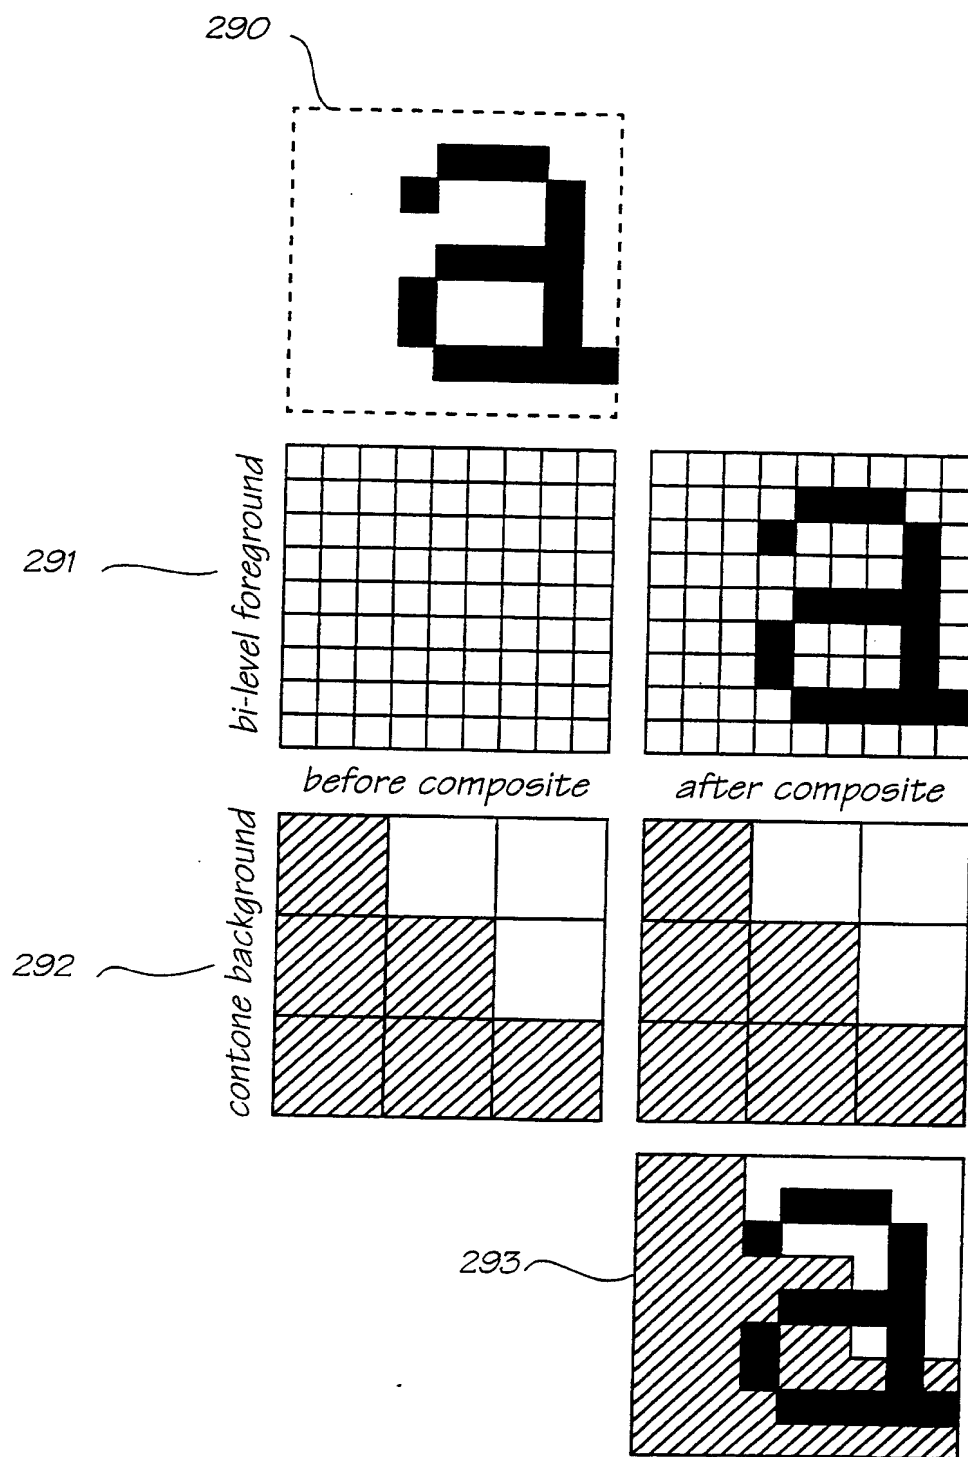 290
a
291
bi-level foreground
a
before composite
after composite
292
contone background
293
a